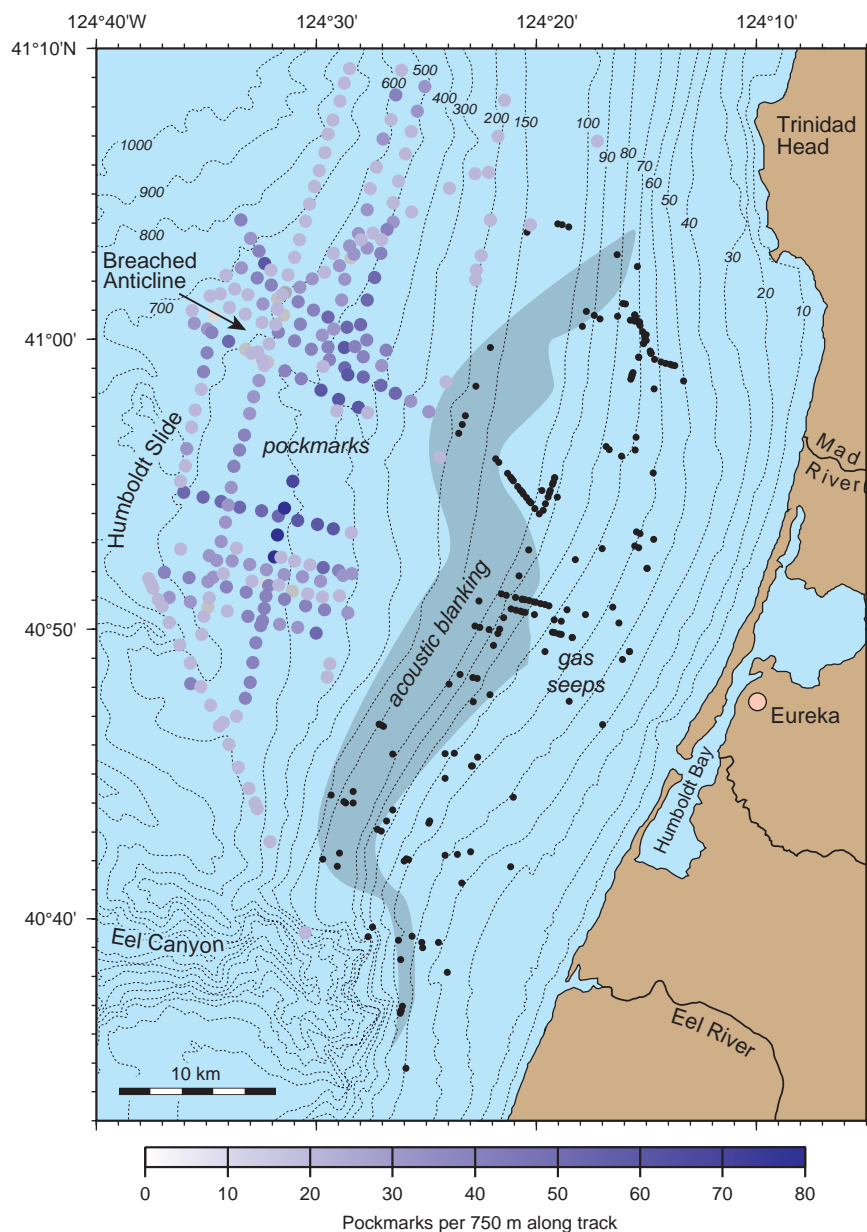 124°40' 124°30' 124°20' 124°10'
41°10'N
500
600
400
300
200
150
100
90
80
70
60
50
40
30
20
10
1000
900
800
700
Trinidad
Head
Breached
Anticline
41°00'
Humboldt Slide
pockmarks
Mad
River
acoustic blanking
40°50'
gas
seeps
Eureka
Humboldt Bay
40°40'
Eel Canyon
Eel River
10 km
0 10 20 30 40 50 60 70 80
Pockmarks per 750 m along track